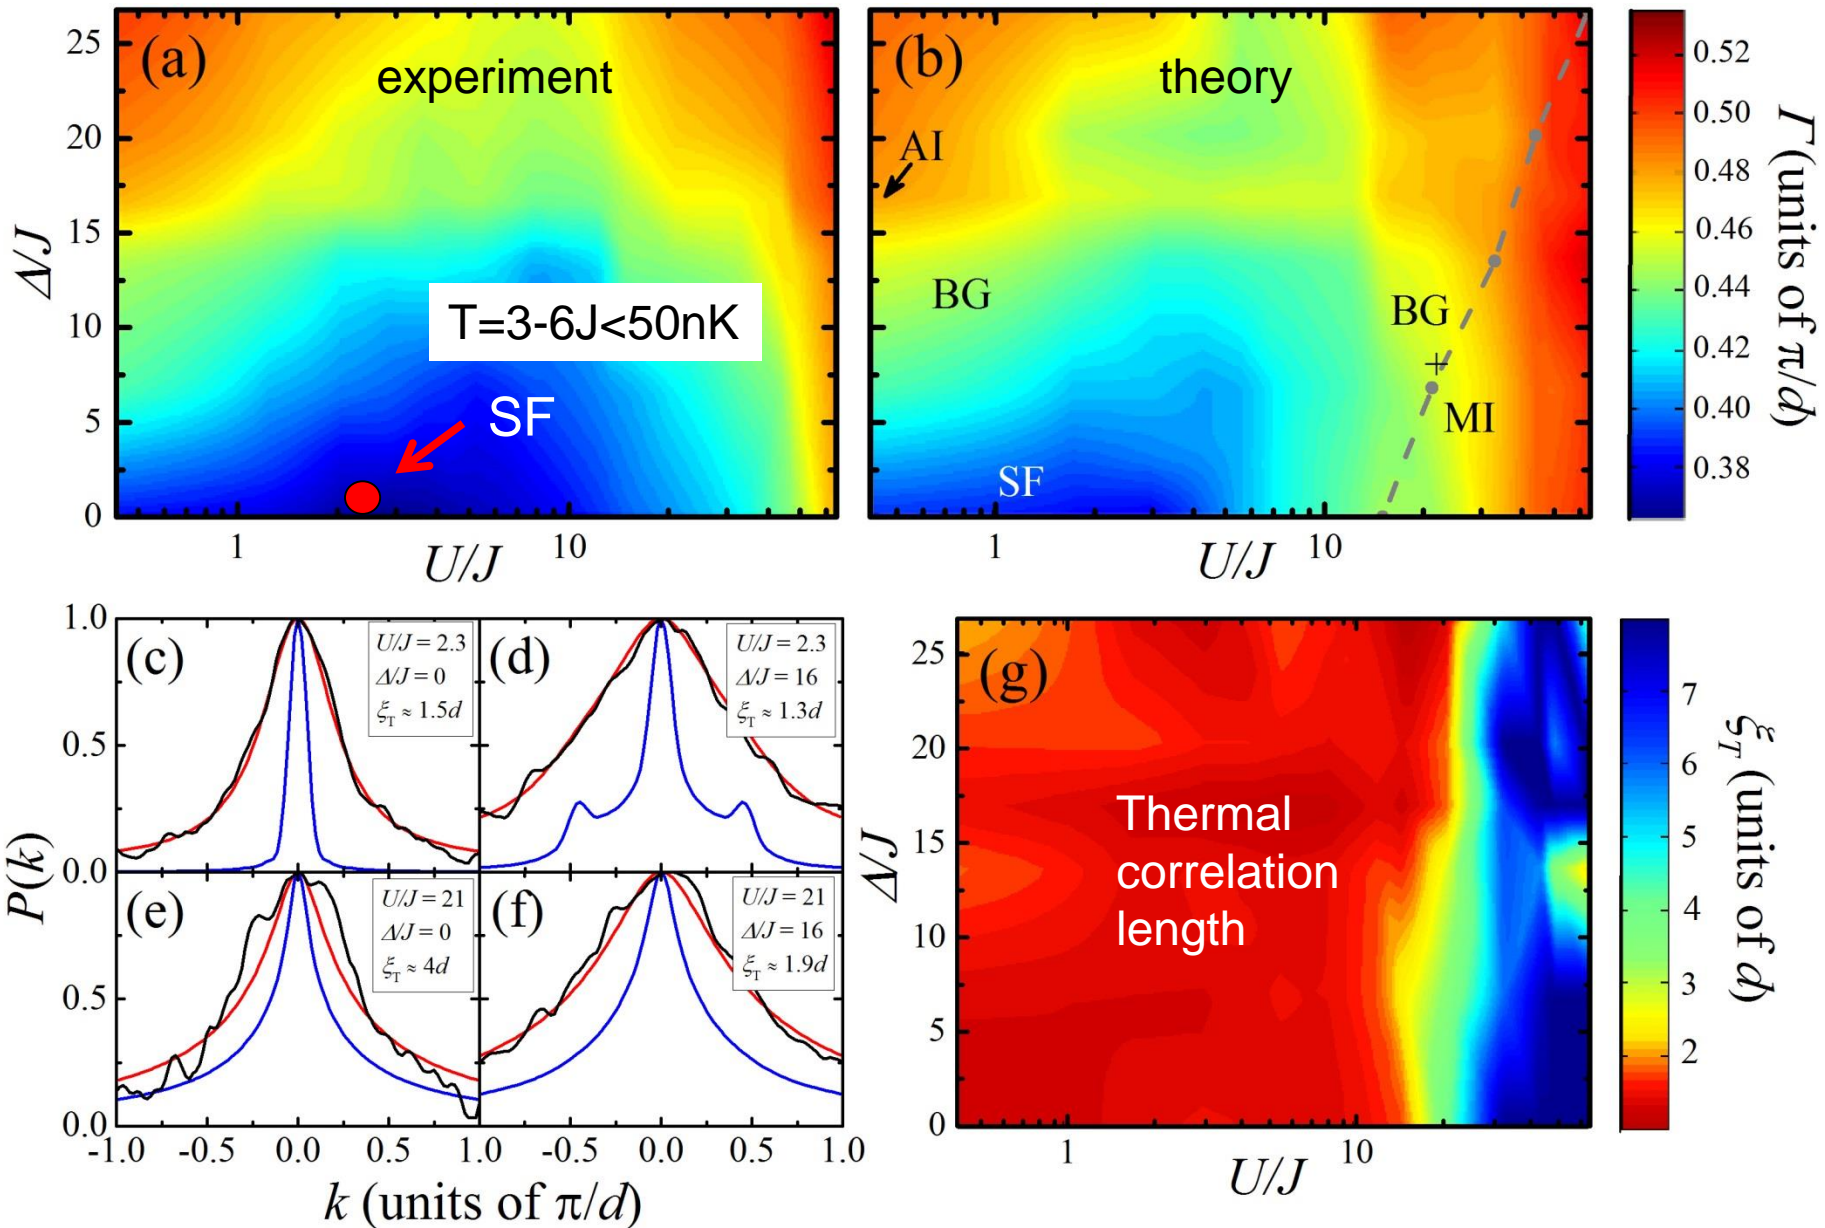 (a)
experiment
25
20
15
10
5
0
Δ/J
T=3-6J<50nK
SF
1
10
U/J
(b)
theory
AI
BG
BG
MI
SF
1
10
U/J
0.52
0.50
0.48
0.46
0.44
0.42
0.40
0.38
Γ (units of π/d)
(c)
U/J = 2.3
Δ/J = 0
ξT ≈ 1.5d
(d)
U/J = 2.3
Δ/J = 16
ξT ≈ 1.3d
(e)
U/J = 21
Δ/J = 0
ξT ≈ 4d
(f)
U/J = 21
Δ/J = 16
ξT ≈ 1.9d
1.0
0.5
0.0
0.5
0.0
P(k)
-1.0
-0.5
0.0
0.5
1.0
-0.5
0.0
0.5
1.0
k (units of π/d)
(g)
Thermal
correlation
length
25
20
15
10
5
0
Δ/J
1
10
U/J
7
6
5
4
3
2
ξT (units of d)